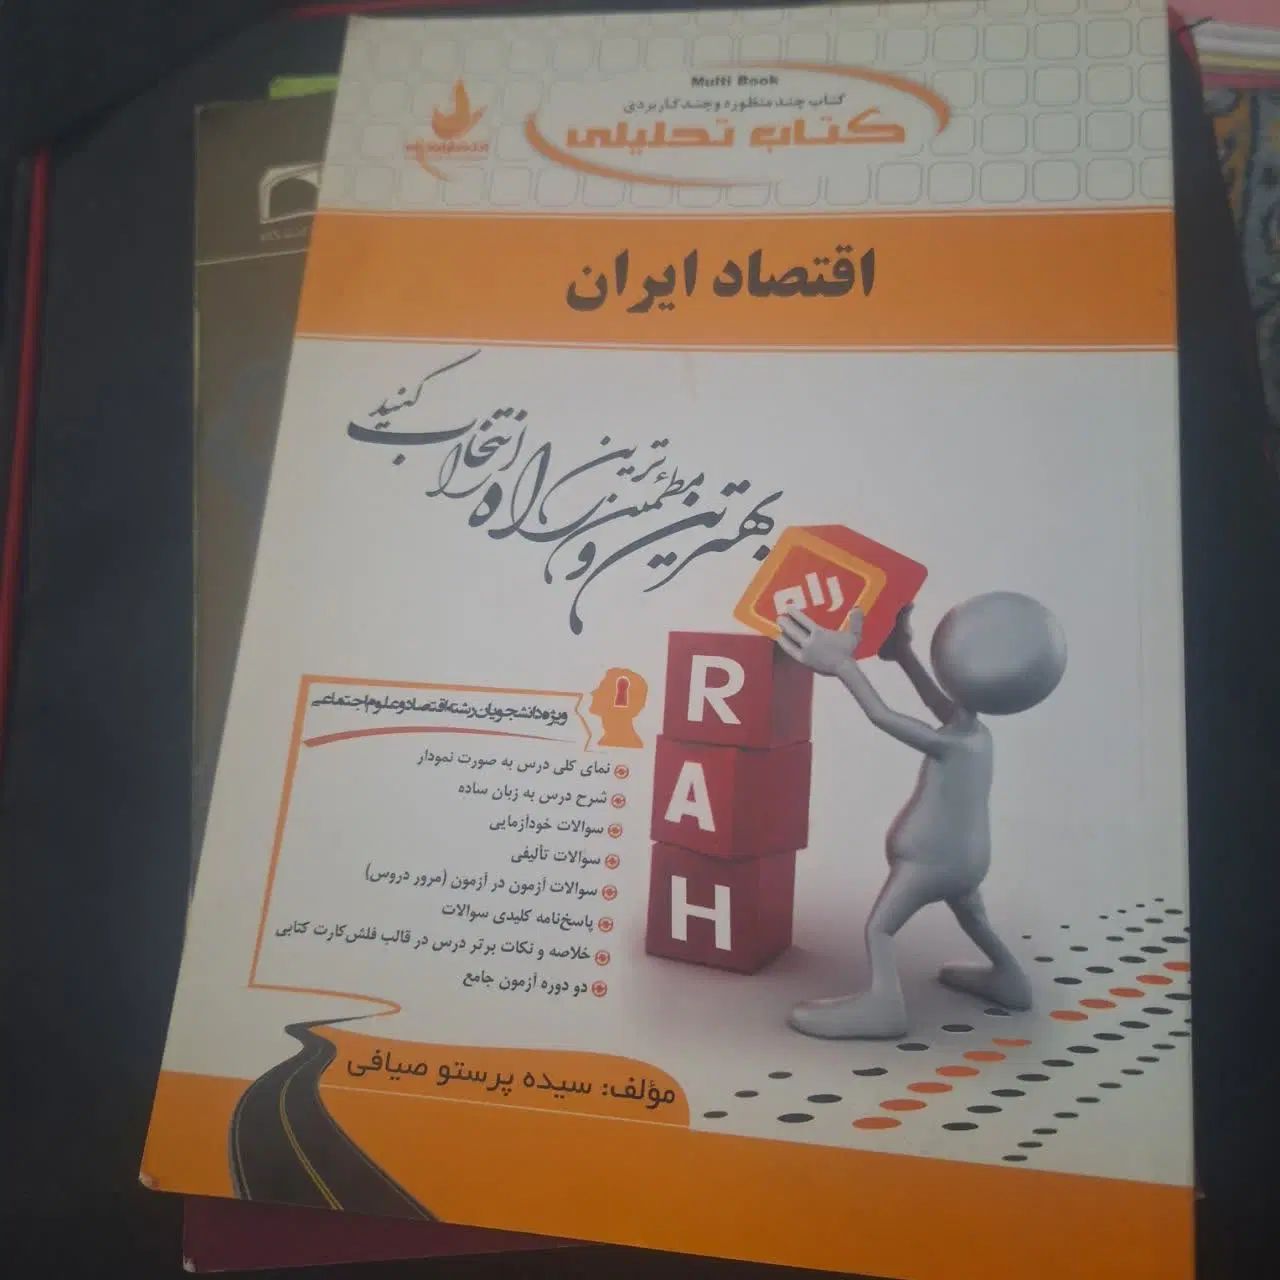 Multi Book
کتاب چند منظوره و چند کاربردی
کتاب تحلیلی
اقتصاد ایران
بهترین و مطمئن‌ترین راه را انتخاب کنید
راه
R
A
H
ویژه دانشجویان رشته اقتصاد و علوم اجتماعی
نمای کلی درس به صورت نمودار
شرح درس به زبان ساده
سوالات خودآزمایی
سوالات تألیفی
سوالات آزمون در آزمون (مرور دروس)
پاسخ‌نامه کلیدی سوالات
خلاصه و نکات برتر درس در قالب فلش‌کارت کتابی
دو دوره آزمون جامع
مؤلف: سیده پرستو صیافی